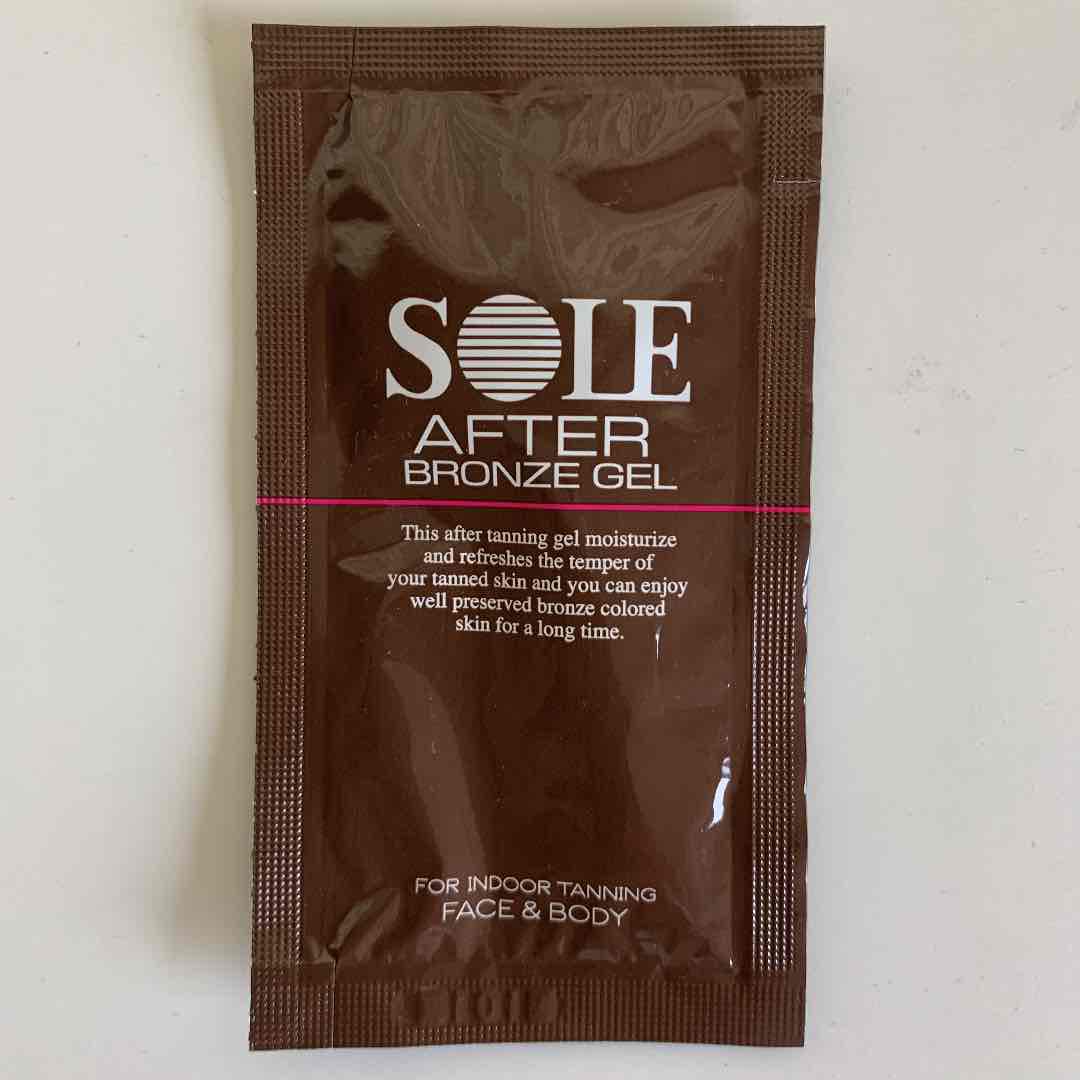 SOLE
AFTER
BRONZE GEL
This after tanning gel moisturize
and refreshes the temper of
your tanned skin and you can enjoy
well preserved bronze colored
skin for a long time.
FOR INDOOR TANNING
FACE & BODY